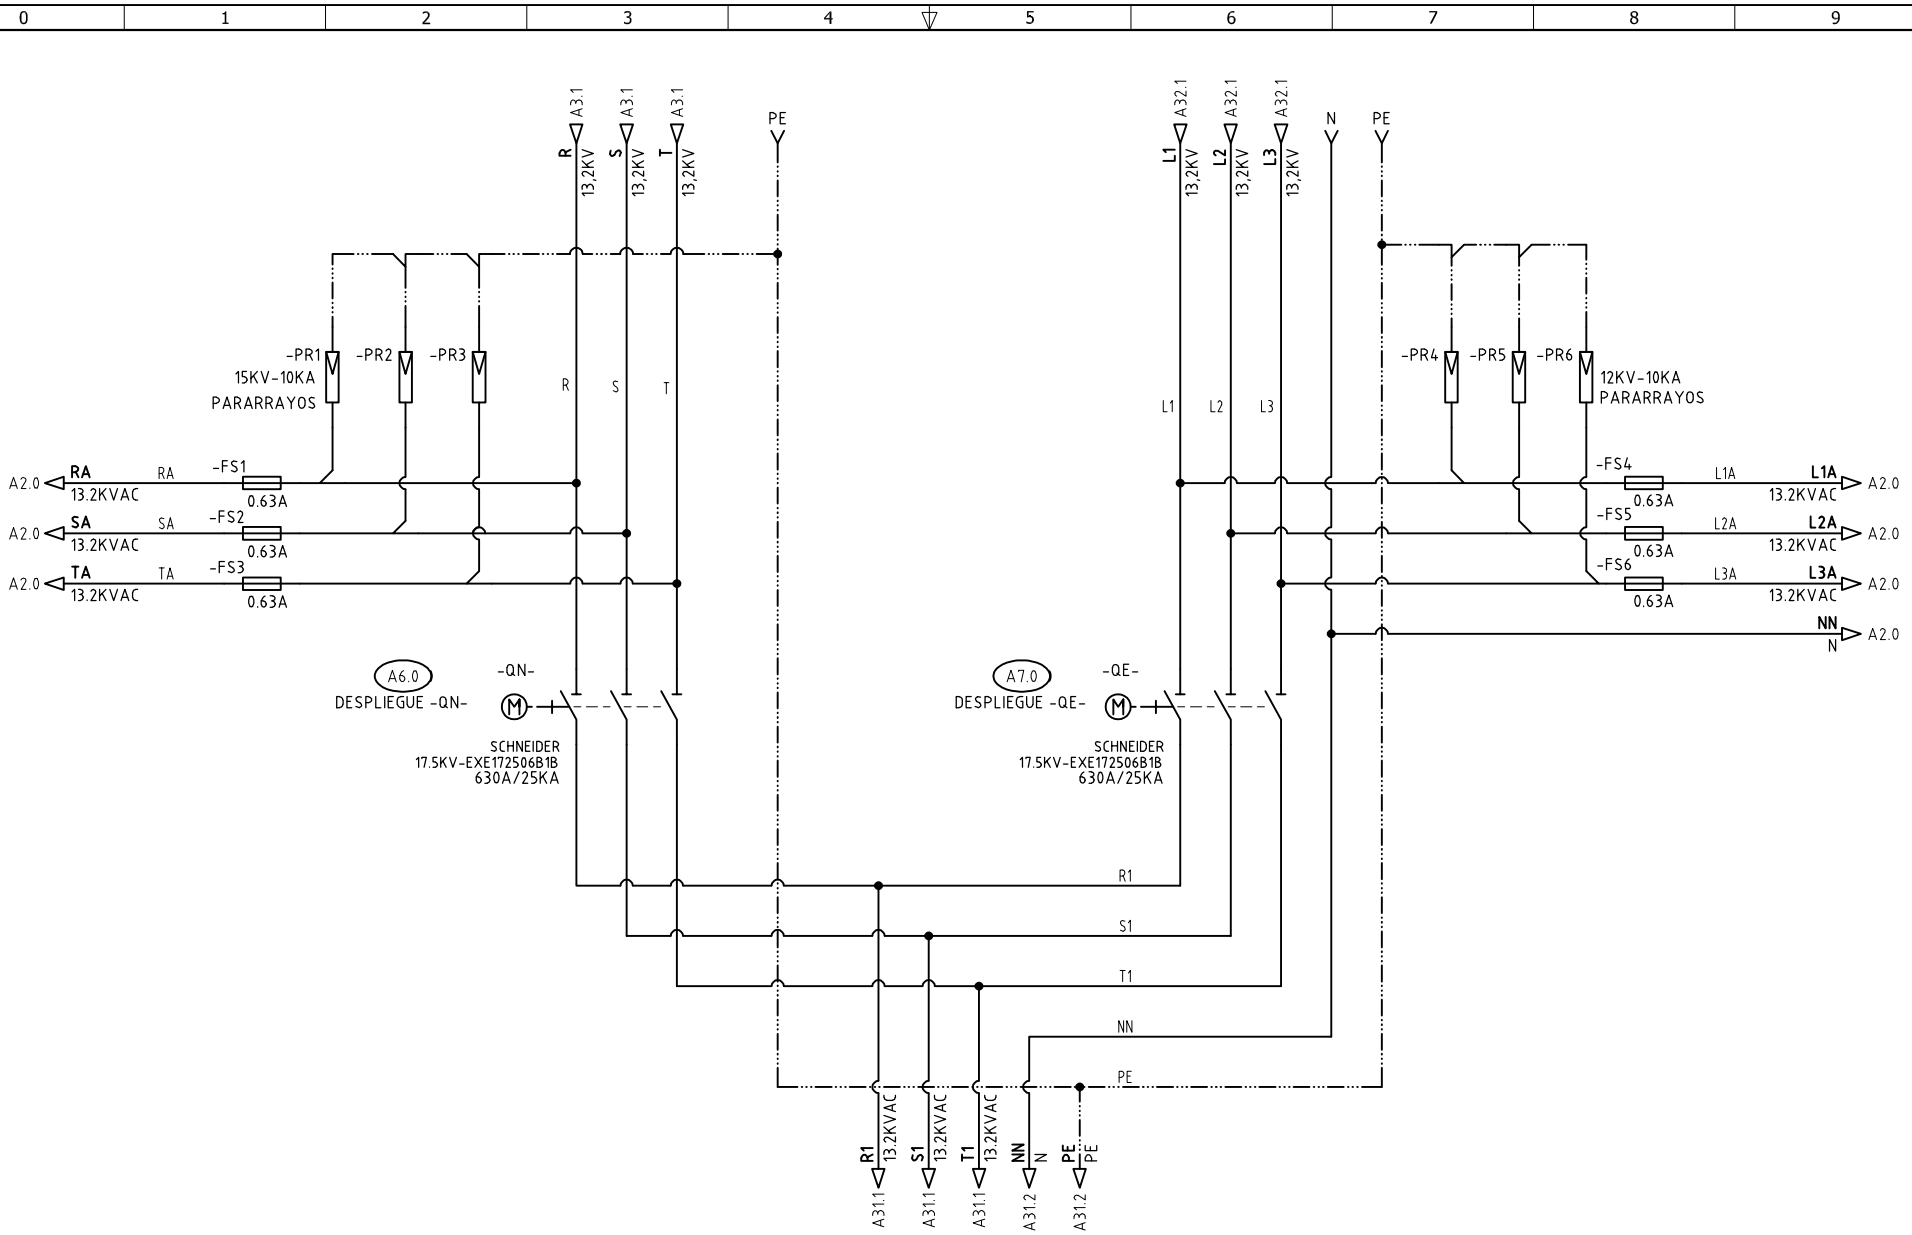 0 1 2 3 4 5 6 7 8 9
A3.1 A3.1 A3.1 PE A32.1 A32.1 A32.1 N PE
R 13,2KV S 13,2KV T 13,2KV L1 13,2KV L2 13,2KV L3 13,2KV
-PR1 -PR2 -PR3 -PR4 -PR5 -PR6
15KV-10KA
PARARRAYOS
12KV-10KA
PARARRAYOS
R S T L1 L2 L3
A2.0 RA RA -FS1
13.2KVAC 0.63A
A2.0 SA SA -FS2
13.2KVAC 0.63A
A2.0 TA TA -FS3
13.2KVAC 0.63A
-FS4 L1A L1A A2.0
0.63A 13.2KVAC
-FS5 L2A L2A A2.0
0.63A 13.2KVAC
-FS6 L3A L3A A2.0
0.63A 13.2KVAC
NN A2.0
N
A6.0 -QN-
DESPLIEGUE -QN- M
SCHNEIDER
17.5KV-EXE172506B1B
630A/25KA
A7.0 -QE-
DESPLIEGUE -QE- M
SCHNEIDER
17.5KV-EXE172506B1B
630A/25KA
R1
S1
T1
NN
PE
R1 13.2KVAC S1 13.2KVAC T1 13.2KVAC NN N PE PE
A31.1 A31.1 A31.1 A31.2 A31.2